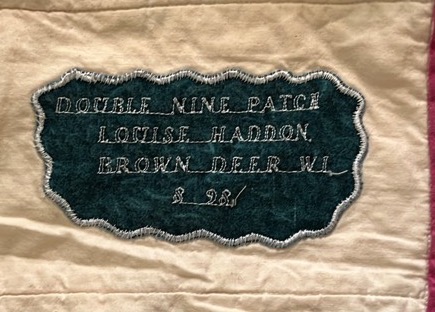 DOUBLE NINE PATCH
LOUISE HADDON
BROWN DEER WI
8 98